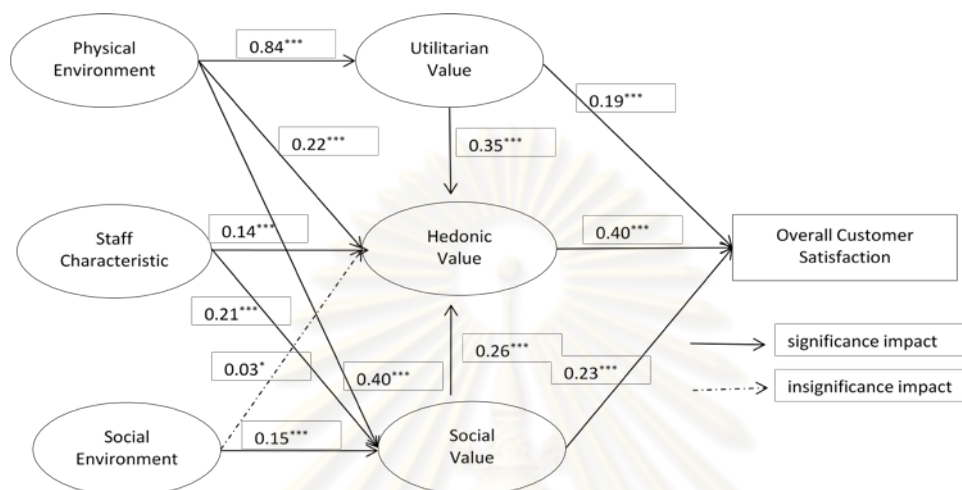 Physical
Environment
0.84***
Utilitarian
Value
0.19***
0.22***
0.35***
Staff
Characteristic
0.14***
Hedonic
Value
0.40***
Overall Customer
Satisfaction
0.21***
0.03*
0.40***
0.26***
0.23***
significance impact
insignificance impact
Social
Environment
0.15***
Social
Value